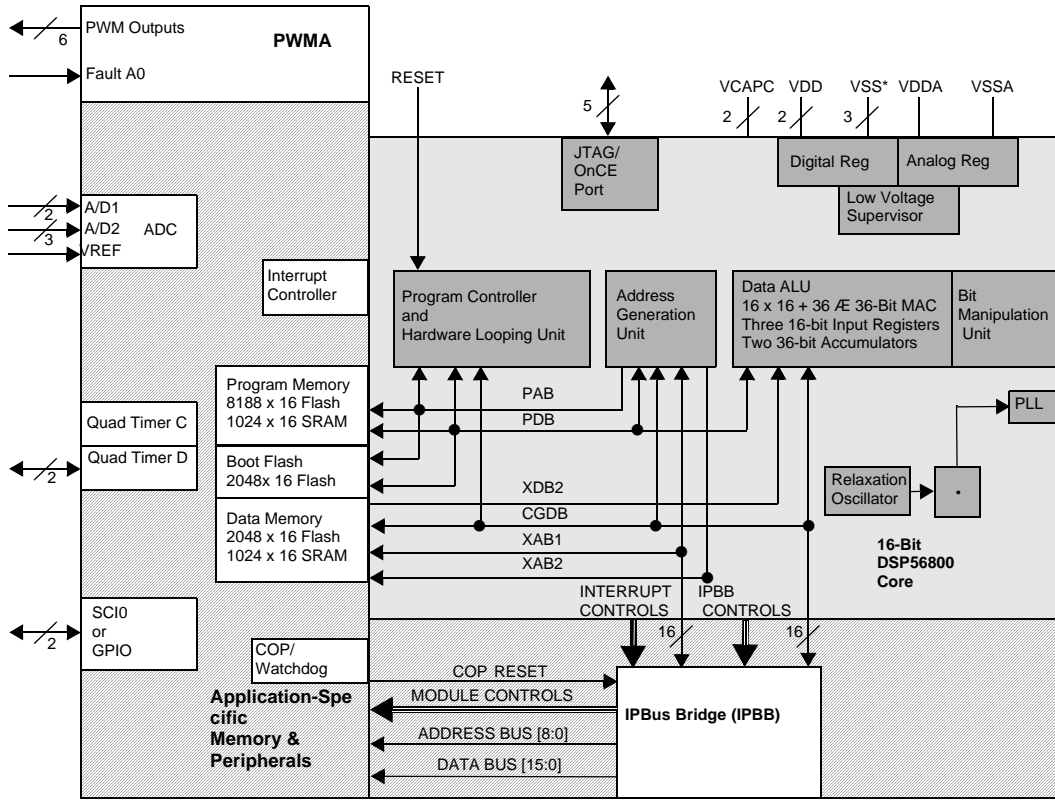 PWM Outputs
6
PWMA
Fault A0
RESET
5
VCAPC
VDD
VSS*
VDDA
VSSA
2
2
3
JTAG/
OnCE
Port
Digital Reg
Analog Reg
Low Voltage
Supervisor
2
A/D1
A/D2
ADC
3
VREF
Interrupt
Controller
Program Controller
and
Hardware Looping Unit
Address
Generation
Unit
Data ALU
16 x 16 + 36 Æ 36-Bit MAC
Three 16-bit Input Registers
Two 36-bit Accumulators
Bit
Manipulation
Unit
Program Memory
8188 x 16 Flash
1024 x 16 SRAM
PAB
PDB
PLL
Quad Timer C
Quad Timer D
2
Boot Flash
2048x 16 Flash
XDB2
CGDB
XAB1
XAB2
Relaxation
Oscillator
Data Memory
2048 x 16 Flash
1024 x 16 SRAM
16-Bit
DSP56800
Core
INTERRUPT
CONTROLS
IPBB
CONTROLS
16
16
SCI0
or
GPIO
2
COP/
Watchdog
COP RESET
MODULE CONTROLS
ADDRESS BUS [8:0]
DATA BUS [15:0]
IPBus Bridge (IPBB)
Application-Spe
cific
Memory &
Peripherals